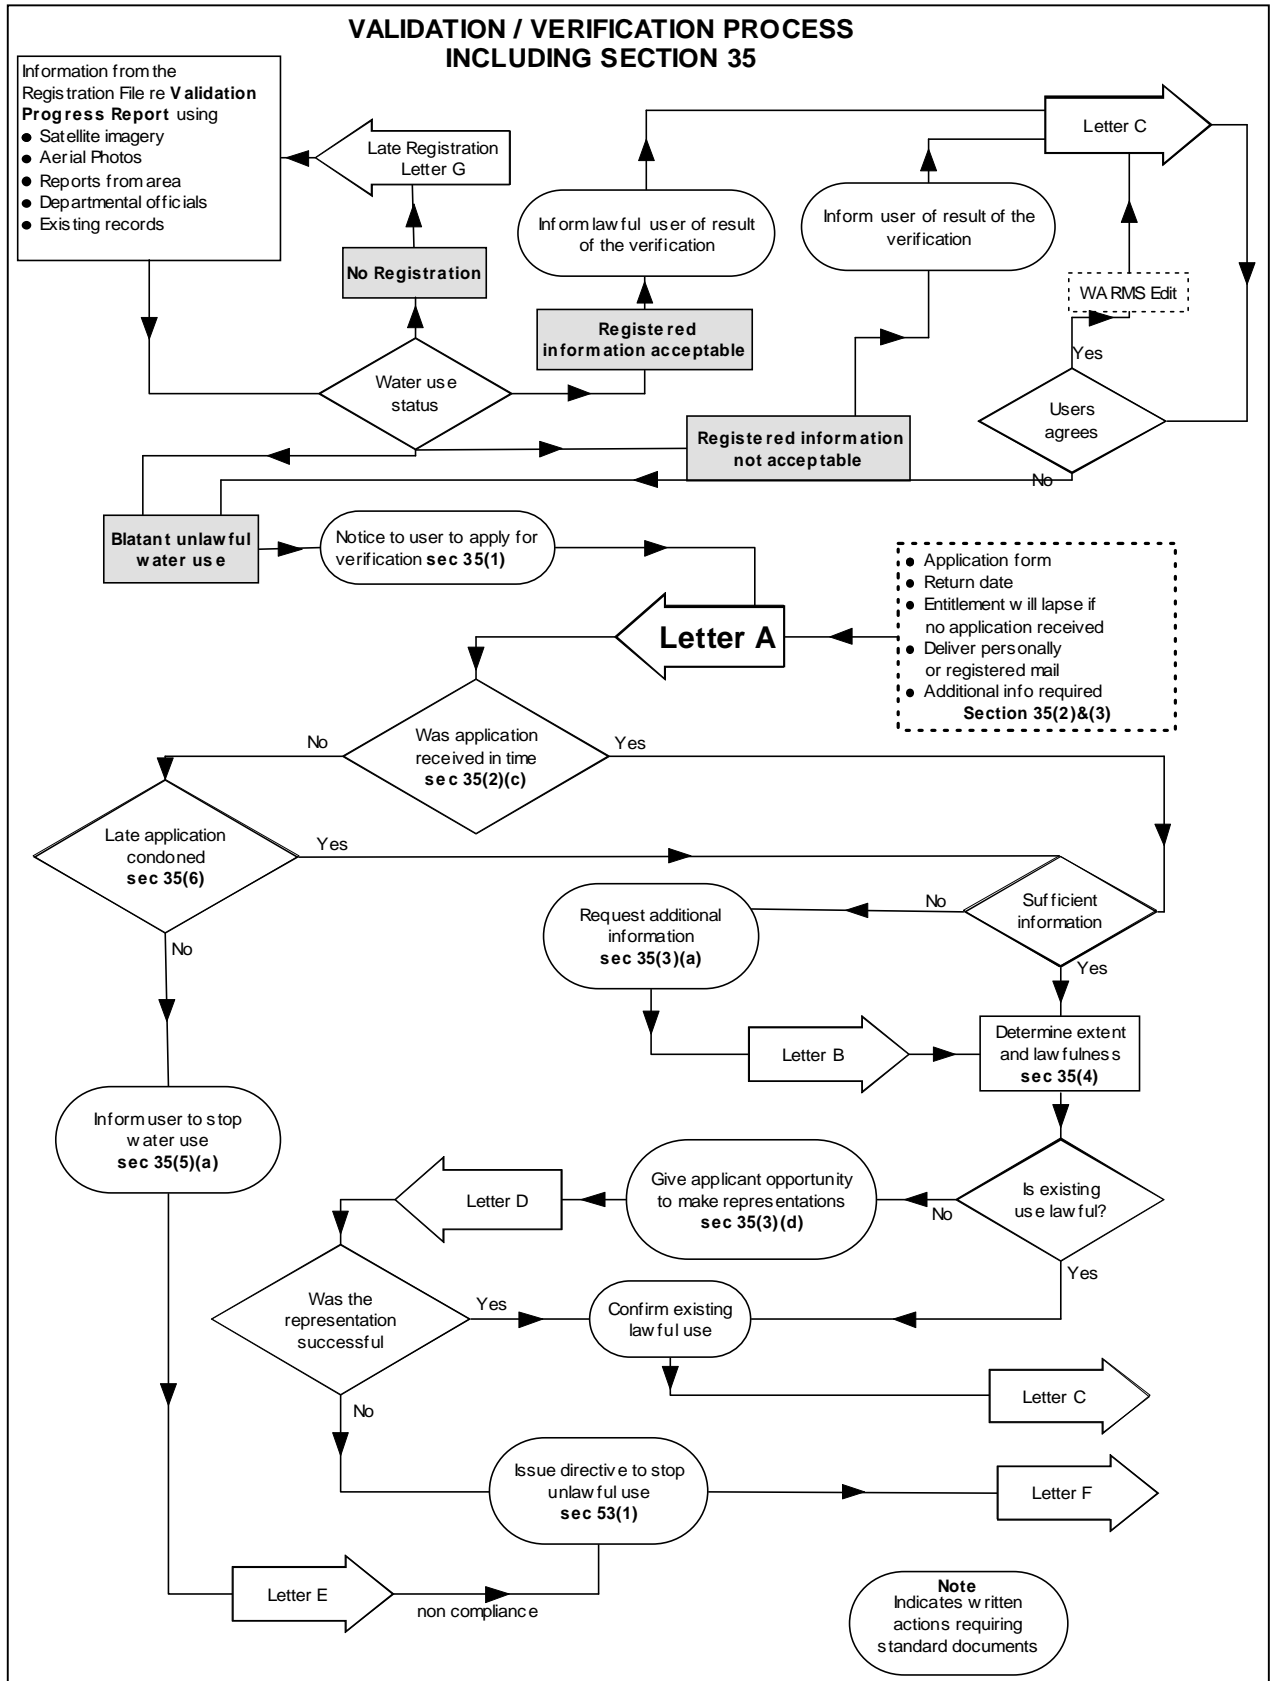 VALIDATION / VERIFICATION PROCESS
INCLUDING SECTION 35
Information from the
Registration File re Validation
Progress Report using
● Satellite imagery
● Aerial Photos
● Reports from area
● Departmental officials
● Existing records
Late Registration
Letter G
No Registration
Water use
status
Inform lawful user of result
of the verification
Registered
information acceptable
Inform user of result of the
verification
Letter C
WARMS Edit
Yes
Users
agrees
No
Registered information
not acceptable
Blatant unlawful
water use
Notice to user to apply for
verification sec 35(1)
Letter A
● Application form
● Return date
● Entitlement will lapse if
no application received
● Deliver personally
or registered mail
● Additional info required
Section 35(2)&(3)
Was application
received in time
sec 35(2)(c)
No
Yes
Late application
condoned
sec 35(6)
Yes
No
Sufficient
information
No
Yes
Request additional
information
sec 35(3)(a)
Letter B
Determine extent
and lawfulness
sec 35(4)
Inform user to stop
water use
sec 35(5)(a)
Is existing
use lawful?
No
Yes
Give applicant opportunity
to make representations
sec 35(3)(d)
Letter D
Was the
representation
successful
Yes
No
Confirm existing
lawful use
Letter C
Issue directive to stop
unlawful use
sec 53(1)
Letter F
Letter E
non compliance
Note
Indicates written
actions requiring
standard documents